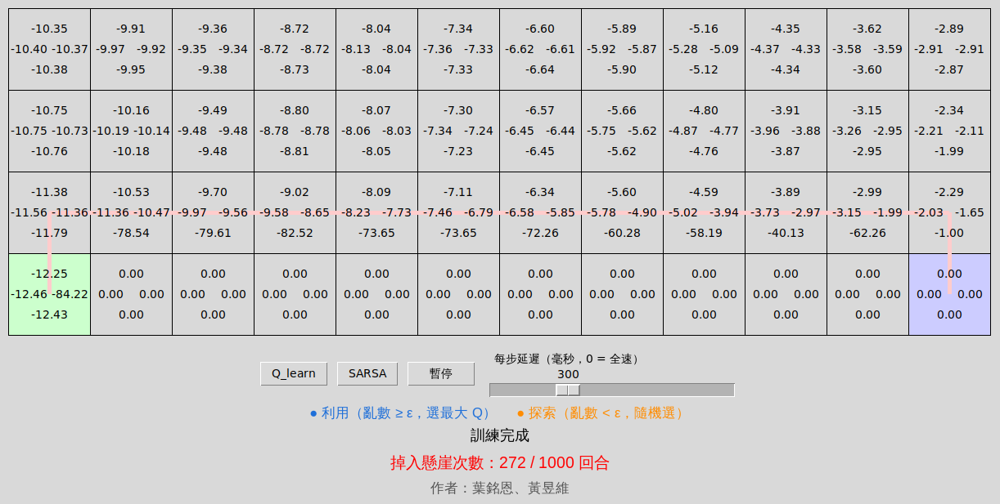 -10.35 -9.91 -9.36 -8.72 -8.04 -7.34 -6.60 -5.89 -5.16 -4.35 -3.62 -2.89
-10.40 -10.37 -9.97 -9.92 -9.35 -9.34 -8.72 -8.72 -8.13 -8.04 -7.36 -7.33 -6.62 -6.61 -5.92 -5.87 -5.28 -5.09 -4.37 -4.33 -3.58 -3.59 -2.91 -2.91
-10.38 -9.95 -9.38 -8.73 -8.04 -7.33 -6.64 -5.90 -5.12 -4.34 -3.60 -2.87
-10.75 -10.16 -9.49 -8.80 -8.07 -7.30 -6.57 -5.66 -4.80 -3.91 -3.15 -2.34
-10.75 -10.73 -10.19 -10.14 -9.48 -9.48 -8.78 -8.78 -8.06 -8.03 -7.34 -7.24 -6.45 -6.44 -5.75 -5.62 -4.87 -4.77 -3.96 -3.88 -3.26 -2.95 -2.21 -2.11
-10.76 -10.18 -9.48 -8.81 -8.05 -7.23 -6.45 -5.62 -4.76 -3.87 -2.95 -1.99
-11.38 -10.53 -9.70 -9.02 -8.09 -7.11 -6.34 -5.60 -4.59 -3.89 -2.99 -2.29
-11.56 -11.36 -11.36 -10.47 -9.97 -9.56 -9.58 -8.65 -8.23 -7.73 -7.46 -6.79 -6.58 -5.85 -5.78 -4.90 -5.02 -3.94 -3.73 -2.97 -3.15 -1.99 -2.03 -1.65
-11.79 -78.54 -79.61 -82.52 -73.65 -73.65 -72.26 -60.28 -58.19 -40.13 -62.26 -1.00
-12.25 0.00 0.00 0.00 0.00 0.00 0.00 0.00 0.00 0.00 0.00 0.00
-12.46 -84.22 0.00 0.00 0.00 0.00 0.00 0.00 0.00 0.00 0.00 0.00 0.00 0.00 0.00 0.00 0.00 0.00 0.00 0.00 0.00 0.00 0.00 0.00
-12.43 0.00 0.00 0.00 0.00 0.00 0.00 0.00 0.00 0.00 0.00 0.00
每步延遲（毫秒，0 = 全速）
300
Q_learn SARSA 暫停
● 利用（亂數 ≥ ε，選最大 Q） ● 探索（亂數 < ε，隨機選）
訓練完成
掉入懸崖次數：272 / 1000 回合
作者：葉銘恩、黃昱維